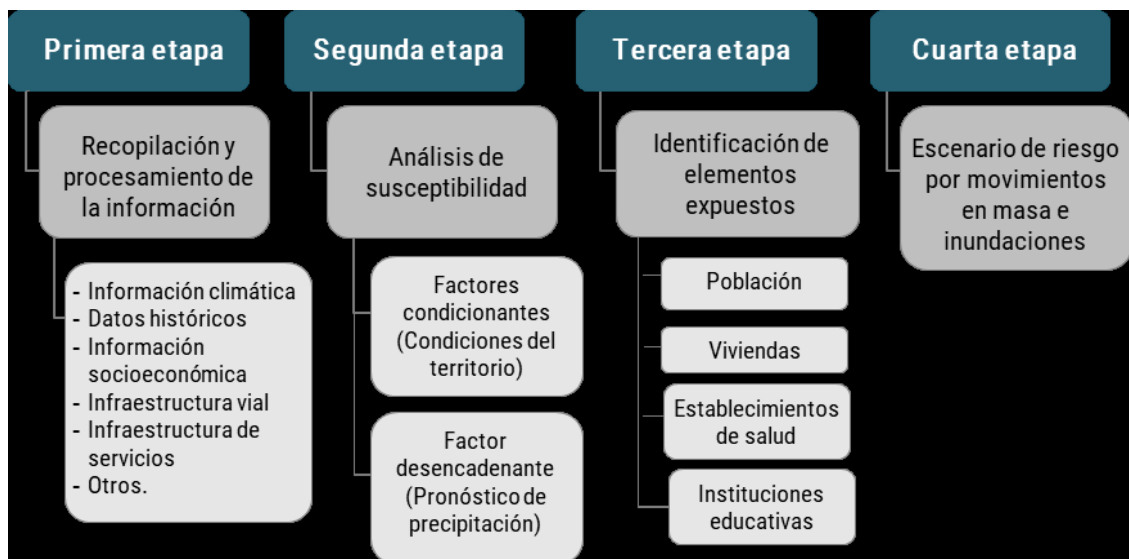 Primera etapa
Recopilación y
procesamiento de
la información
- Información climática
- Datos históricos
- Información
socioeconómica
- Infraestructura vial
- Infraestructura de
servicios
- Otros.
Segunda etapa
Análisis de
susceptibilidad
Factores
condicionantes
(Condiciones del
territorio)
Factor
desencadenante
(Pronóstico de
precipitación)
Tercera etapa
Identificación de
elementos
expuestos
Población
Viviendas
Establecimientos
de salud
Instituciones
educativas
Cuarta etapa
Escenario de riesgo
por movimientos
en masa e
inundaciones